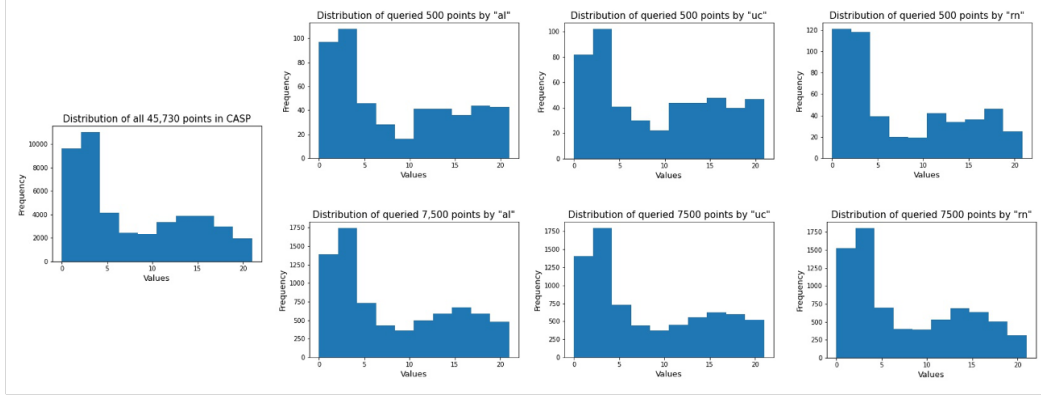 Distribution of all 45,730 points in CASP
Frequency
10000
8000
6000
4000
2000
0
0 5 10 15 20
Values
Distribution of queried 500 points by "al"
Frequency
100
80
60
40
20
0
0 5 10 15 20
Values
Distribution of queried 500 points by "uc"
Frequency
100
80
60
40
20
0
0 5 10 15 20
Values
Distribution of queried 500 points by "rn"
Frequency
120
100
80
60
40
20
0
0 5 10 15 20
Values
Distribution of queried 7,500 points by "al"
Frequency
1750
1500
1250
1000
750
500
250
0
0 5 10 15 20
Values
Distribution of queried 7500 points by "uc"
Frequency
1750
1500
1250
1000
750
500
250
0
0 5 10 15 20
Values
Distribution of queried 7500 points by "rn"
Frequency
1750
1500
1250
1000
750
500
250
0
0 5 10 15 20
Values